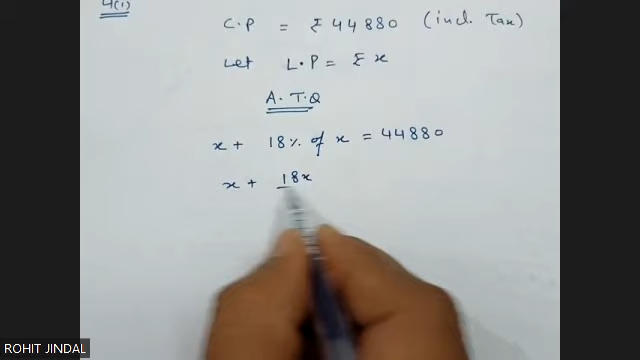 4(i)
C.P = ₹ 44880 (incl. Tax)
Let L.P = ₹ x
A.T.Q
x + 18% of x = 44880
x + 18x
ROHIT JINDAL